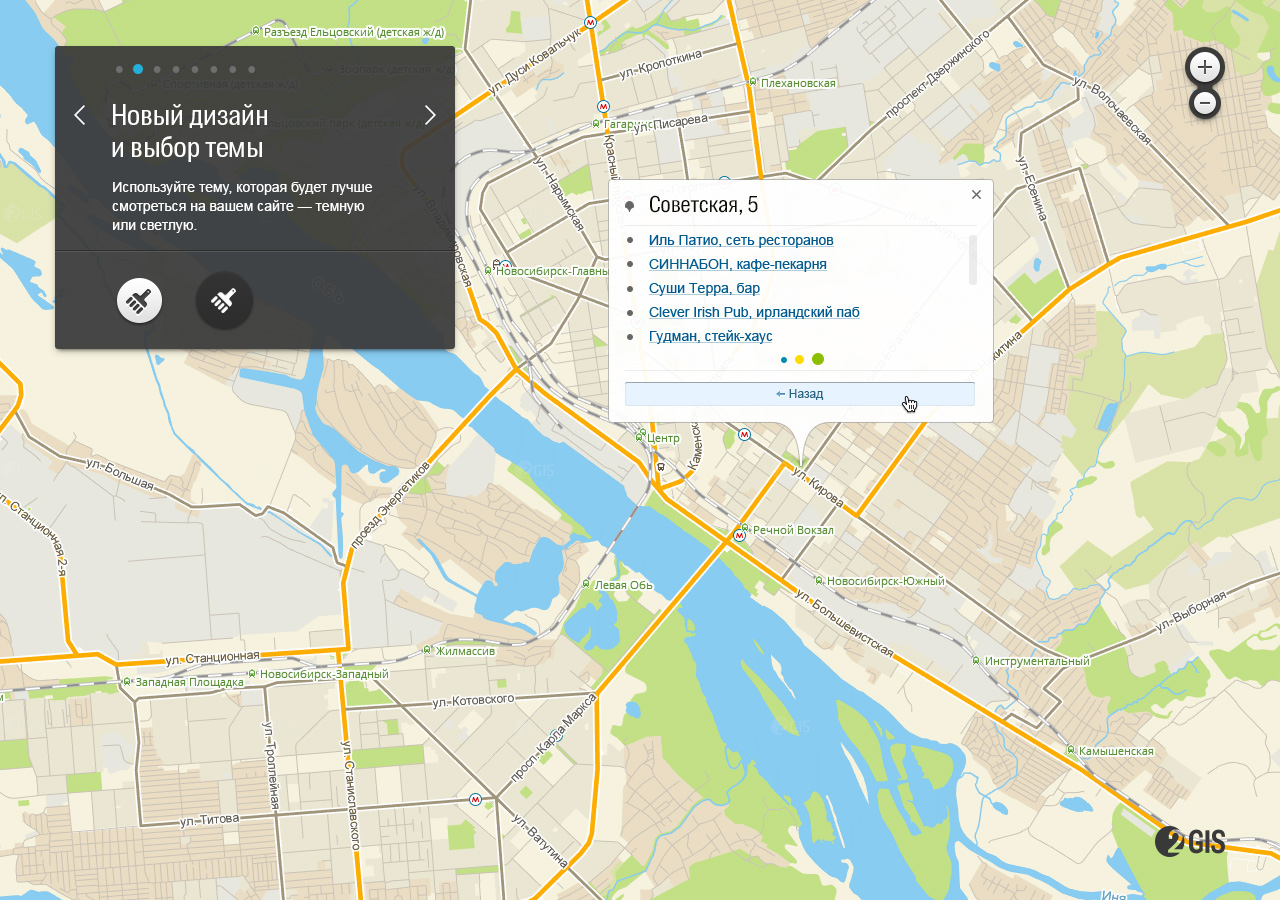 Разъезд Ельцовский (детская ж/д)
Новый дизайн
и выбор темы
Используйте тему, которая будет лучше
смотреться на вашем сайте — темную
или светлую.
ул. Дуси Ковальчук
ул. Кропоткина
Плехановская
проспект Дзержинского
ул. Волочаевская
ул. Писарева
ул. Нарымская
ул. Есенина
Советская, 5
Иль Патио, сеть ресторанов
СИННАБОН, кафе-пекарня
Суши Терра, бар
Clever Irish Pub, ирландский паб
Гудман, стейк-хаус
← Назад
Центр
ул. Кирова
ул. Большая
проезд Энергетиков
ул. Станционная 2-я
Речной Вокзал
Левая Обь
Новосибирск-Южный
ул. Большевистская
ул. Выборная
Инструментальный
Жилмассив
ул. Станционная
Западная Площадка
Новосибирск-Западный
ул. Котовского
просп. Карла Маркса
ул. Троллейная
ул. Станиславского
ул. Титова
ул. Ватутина
Камышенская
2GIS
Иня